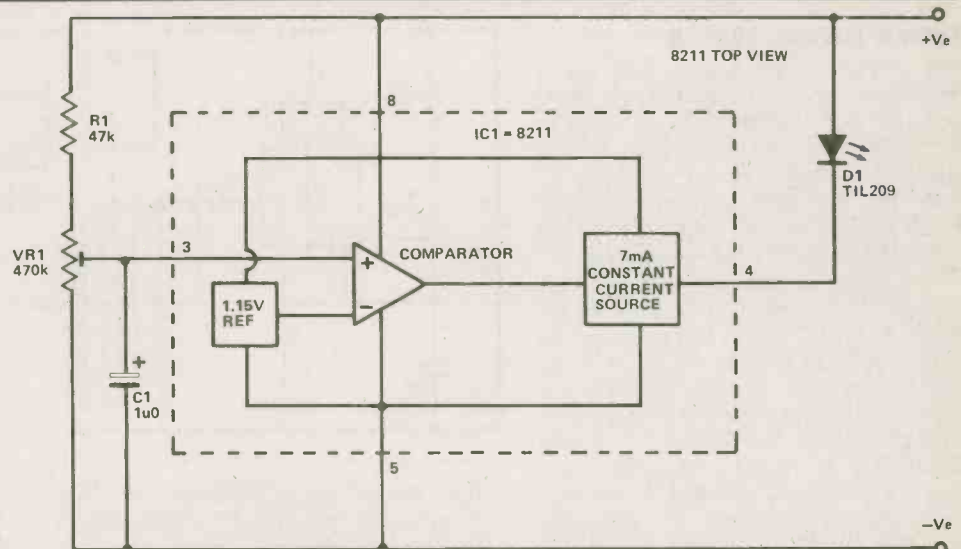 +Ve
8211 TOP VIEW
8
R1
47k
IC1 = 8211
D1
TIL209
3
COMPARATOR
VR1
470k
+
−
1.15V
REF
7mA
CONSTANT
CURRENT
SOURCE
4
+
C1
1u0
5
−Ve